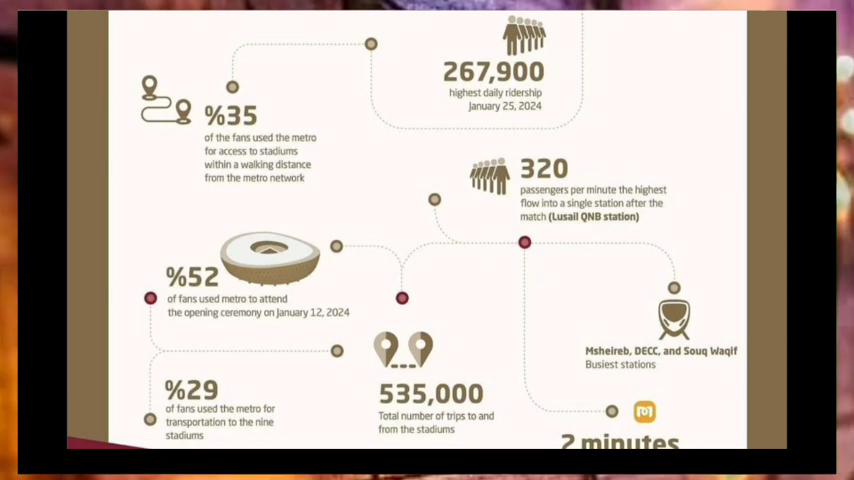 267,900
highest daily ridership
January 25, 2024
%35
of the fans used the metro
for access to stadiums
within a walking distance
from the metro network
320
passengers per minute the highest
flow into a single station after the
match (Lusail QNB station)
%52
of fans used metro to attend
the opening ceremony on January 12, 2024
Msheireb, DECC, and Souq Waqif
Busiest stations
%29
of fans used the metro for
transportation to the nine
stadiums
535,000
Total number of trips to and
from the stadiums
2 minutes